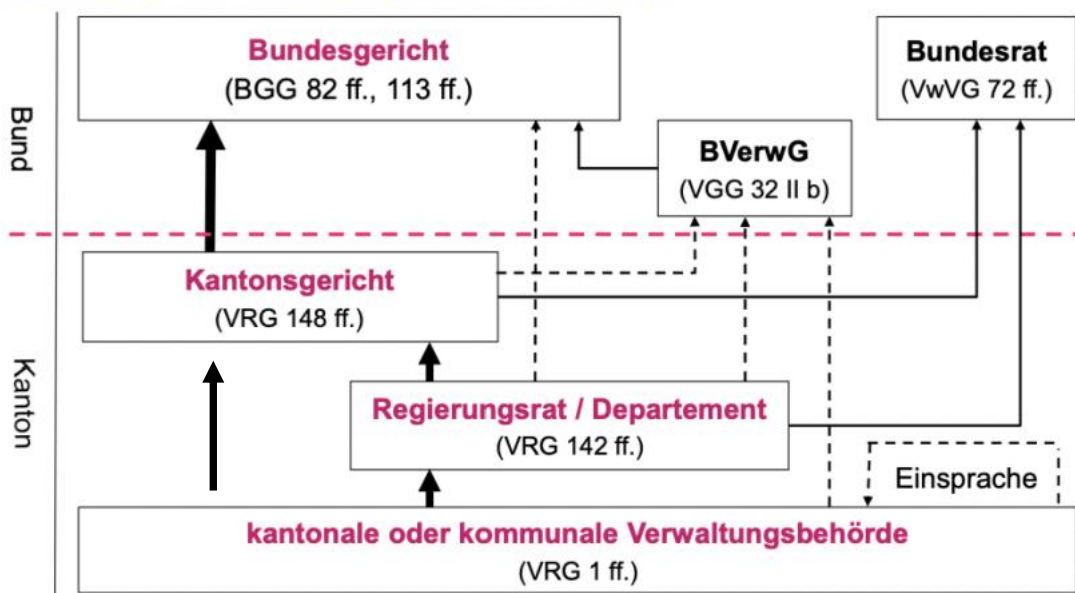 Bundesgericht
(BGG 82 ff., 113 ff.)
Bundesrat
(VwVG 72 ff.)
Bund
BVerwG
(VGG 32 II b)
Kantonsgericht
(VRG 148 ff.)
Kanton
Regierungsrat / Departement
(VRG 142 ff.)
Einsprache
kantonale oder kommunale Verwaltungsbehörde
(VRG 1 ff.)